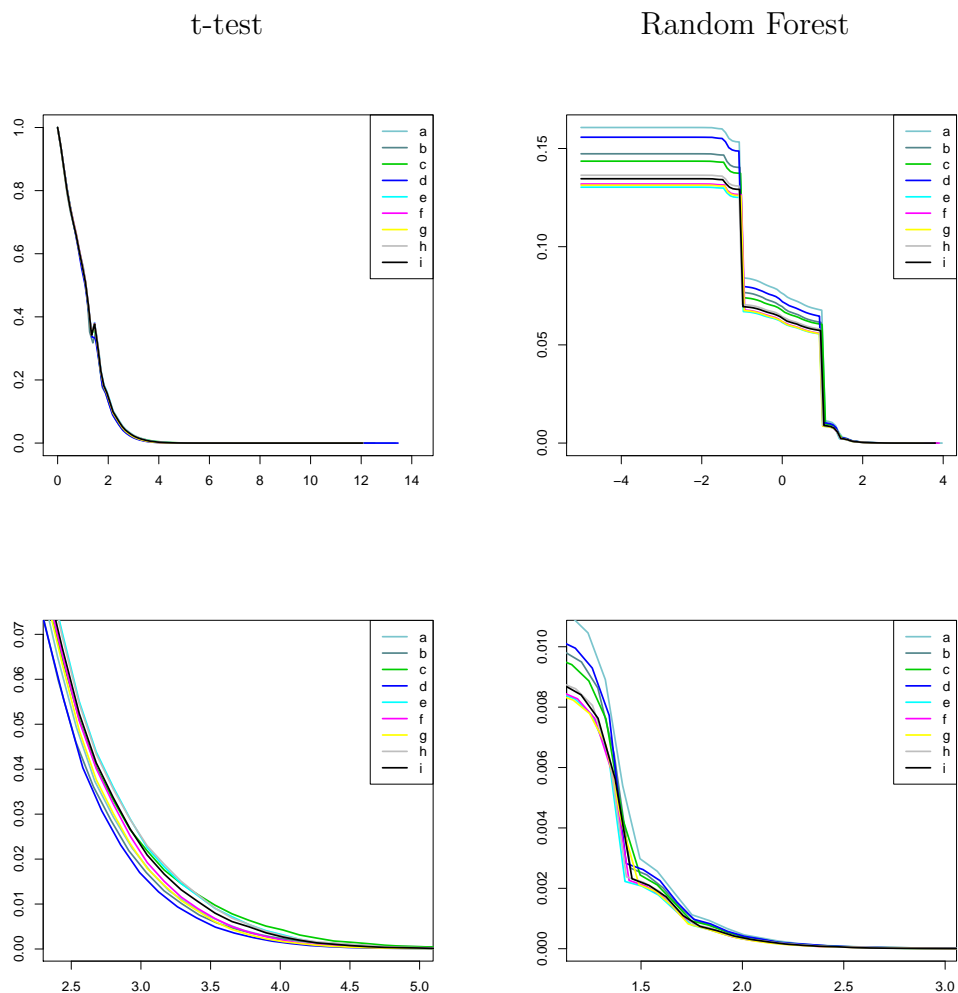 t-test
Random Forest
1.0
0.8
0.6
0.4
0.2
0.0
0 2 4 6 8 10 12 14
a
b
c
d
e
f
g
h
i
0.15
0.10
0.05
0.00
−4 −2 0 2 4
a
b
c
d
e
f
g
h
i
0.07
0.06
0.05
0.04
0.03
0.02
0.01
0.00
2.5 3.0 3.5 4.0 4.5 5.0
a
b
c
d
e
f
g
h
i
0.010
0.008
0.006
0.004
0.002
0.000
1.5 2.0 2.5 3.0
a
b
c
d
e
f
g
h
i